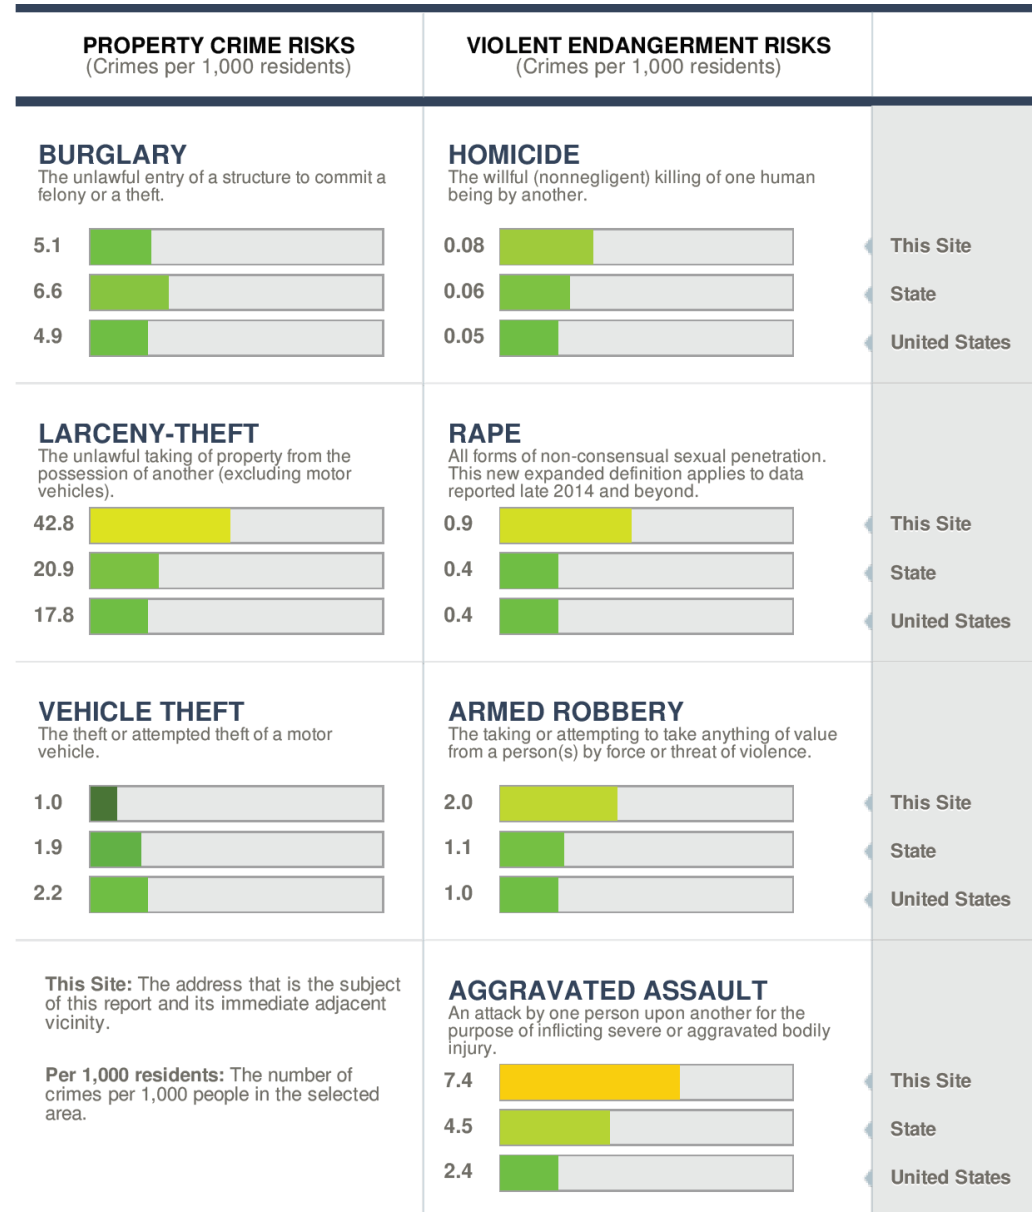 PROPERTY CRIME RISKS
(Crimes per 1,000 residents)
VIOLENT ENDANGERMENT RISKS
(Crimes per 1,000 residents)
BURGLARY
The unlawful entry of a structure to commit a
felony or a theft.
5.1
6.6
4.9
HOMICIDE
The willful (nonnegligent) killing of one human
being by another.
0.08
0.06
0.05
This Site
State
United States
LARCENY-THEFT
The unlawful taking of property from the
possession of another (excluding motor
vehicles).
42.8
20.9
17.8
RAPE
All forms of non-consensual sexual penetration.
This new expanded definition applies to data
reported late 2014 and beyond.
0.9
0.4
0.4
This Site
State
United States
VEHICLE THEFT
The theft or attempted theft of a motor
vehicle.
1.0
1.9
2.2
ARMED ROBBERY
The taking or attempting to take anything of value
from a person(s) by force or threat of violence.
2.0
1.1
1.0
This Site
State
United States
This Site: The address that is the subject
of this report and its immediate adjacent
vicinity.
Per 1,000 residents: The number of
crimes per 1,000 people in the selected
area.
AGGRAVATED ASSAULT
An attack by one person upon another for the
purpose of inflicting severe or aggravated bodily
injury.
7.4
4.5
2.4
This Site
State
United States